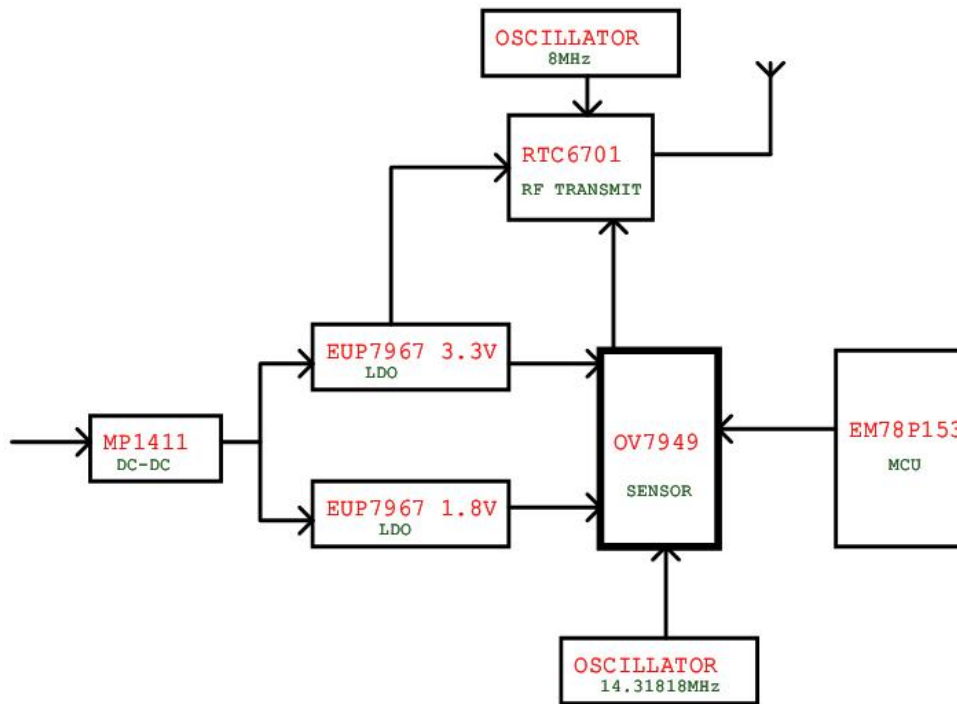 OSCILLATOR
8MHz
RTC6701
RF TRANSMIT
EUP7967 3.3V
LDO
MP1411
DC-DC
EUP7967 1.8V
LDO
OV7949
SENSOR
EM78P153
MCU
OSCILLATOR
14.31818MHz